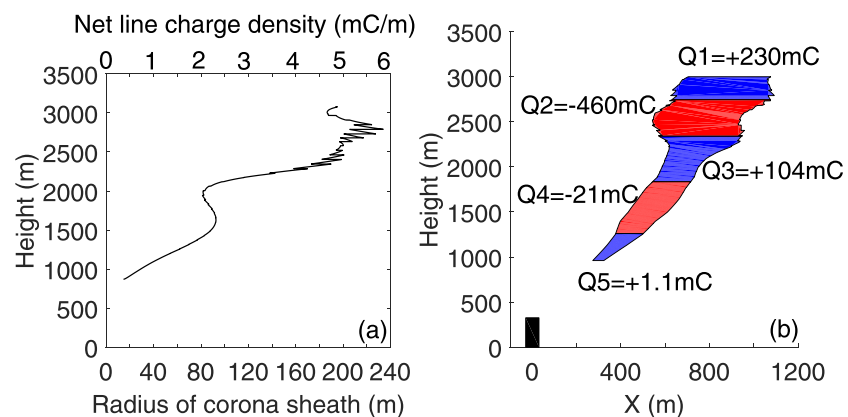 Net line charge density (mC/m)
0 1 2 3 4 5 6
3500
3000
2500
2000
1500
1000
500
0
Height (m)
0 40 80 120 160 200 240
Radius of corona sheath (m)
(a)
3500
3000
2500
2000
1500
1000
500
0
Height (m)
Q1=+230mC
Q2=-460mC
Q3=+104mC
Q4=-21mC
Q5=+1.1mC
(b)
0 400 800 1200
X (m)